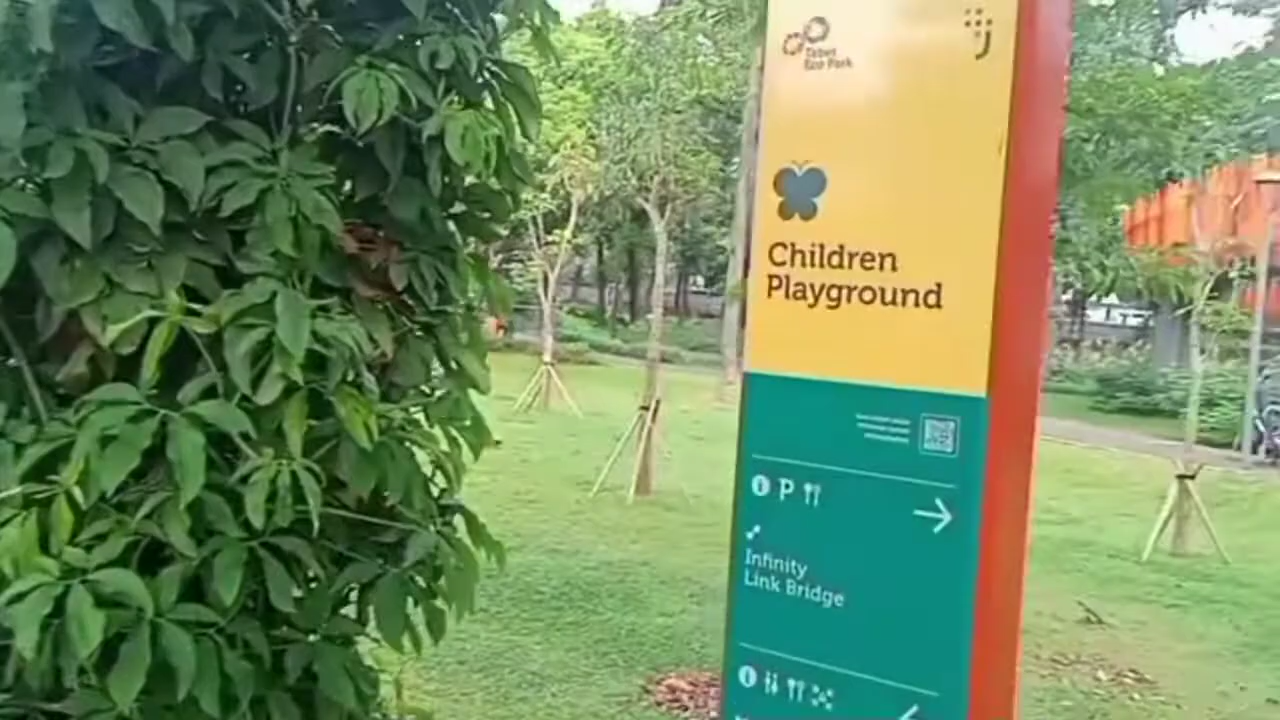 Tebet
Eco Park
Children
Playground
P
Infinity
Link Bridge